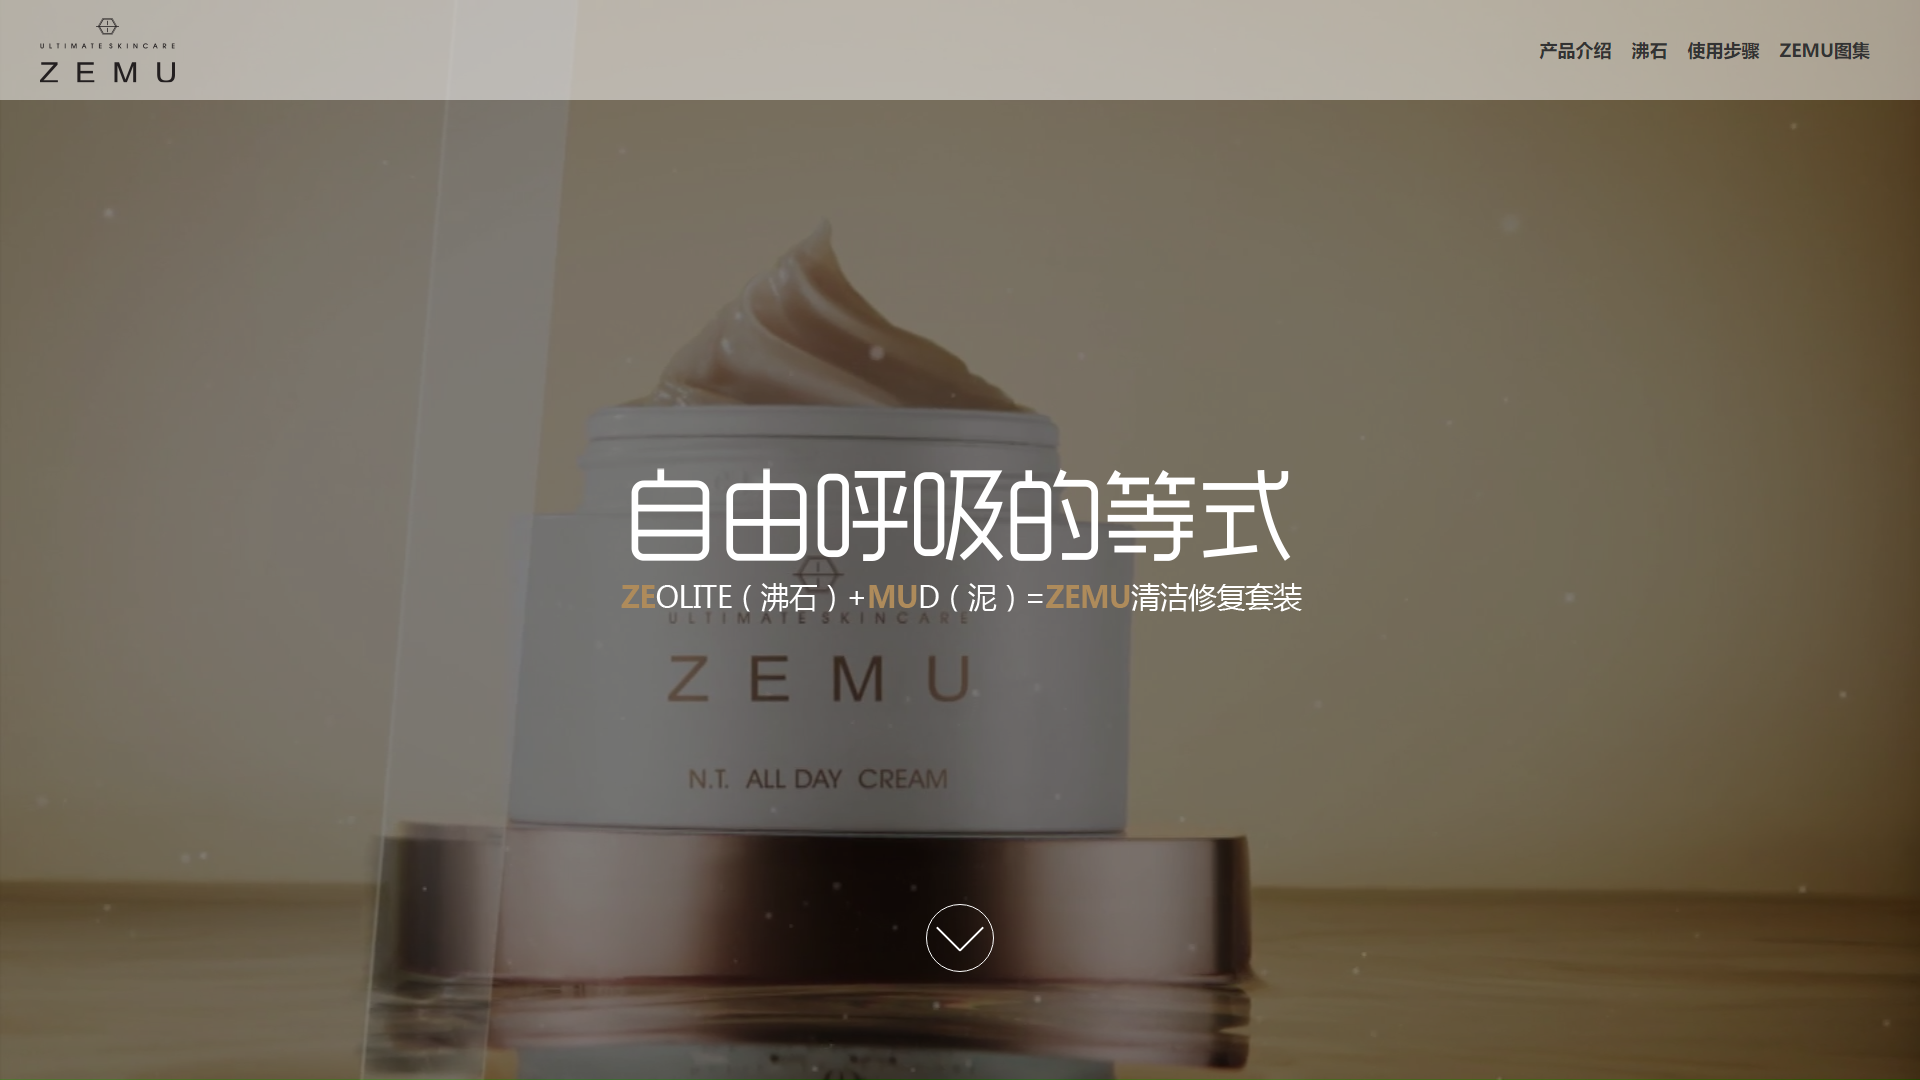 ULTIMATE SKINCARE
ZEMU
产品介绍 沸石 使用步骤 ZEMU图集
自由呼吸的等式
ZEOLITE（沸石）+MUD（泥）=ZEMU清洁修复套装
ULTIMATE SKINCARE
ZEMU
N.T. ALL DAY CREAM